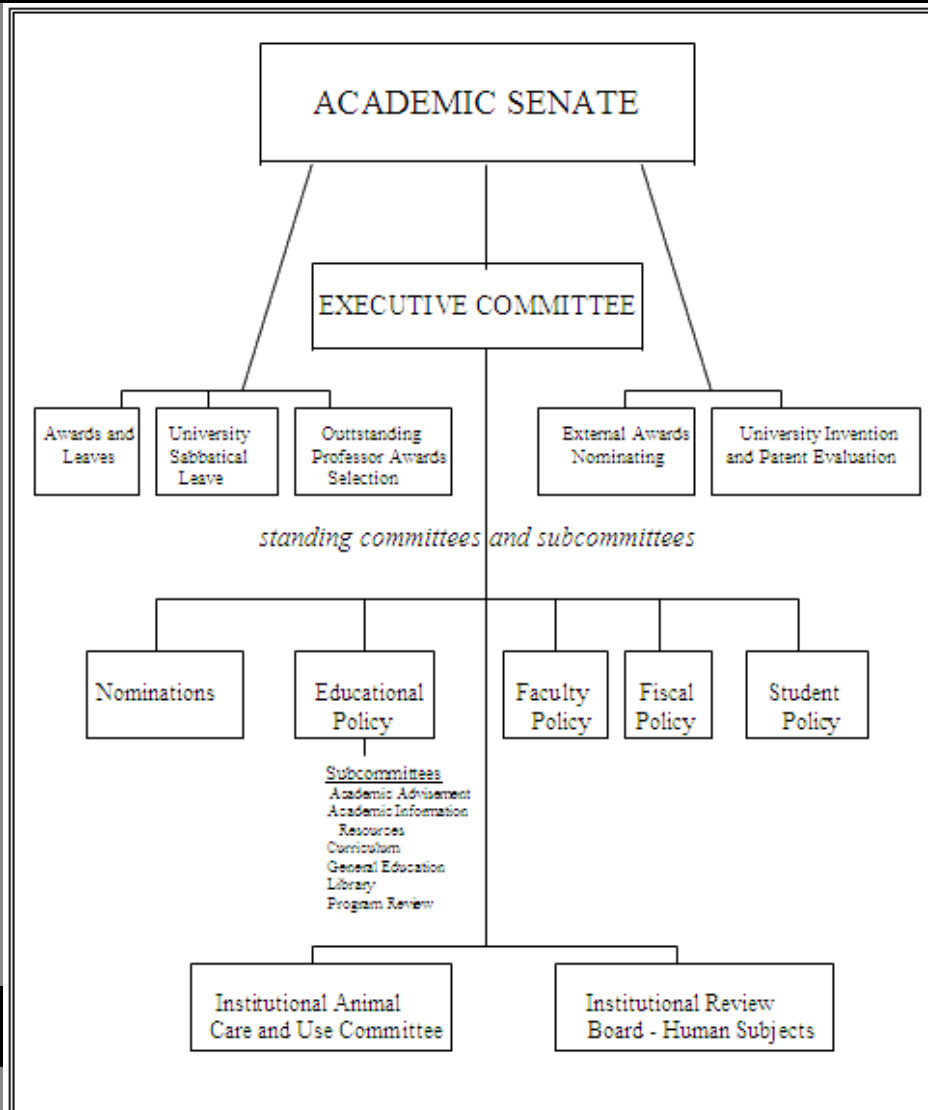 ACADEMIC SENATE
EXECUTIVE COMMITTEE
Awards and
Leaves
University
Sabbatical
Leave
Outtstanding
Professor Awards
Selection
External Awards
Nominating
University Invention
and Patent Evaluation
standing committees and subcommittees
Nominations
Educational
Policy
Faculty
Policy
Fiscal
Policy
Student
Policy
Subcommittees
Academic Advisement
Academic Information
Resources
Curriculum
General Education
Library
Program Review
Institutional Animal
Care and Use Committee
Institutional Review
Board - Human Subjects